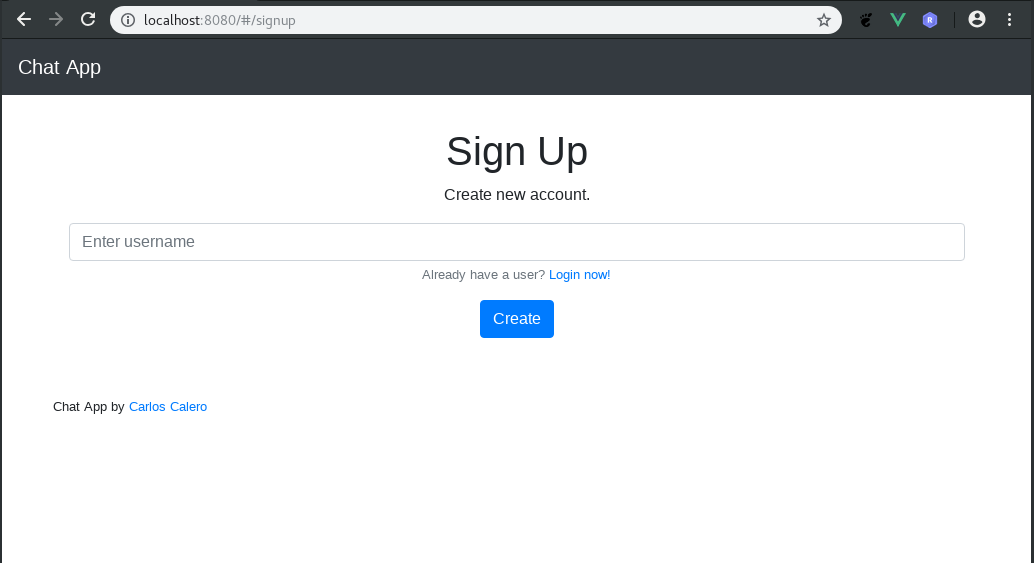 localhost:8080/#/signup
Chat App
Sign Up
Create new account.
Enter username
Already have a user? Login now!
Create
Chat App by Carlos Calero